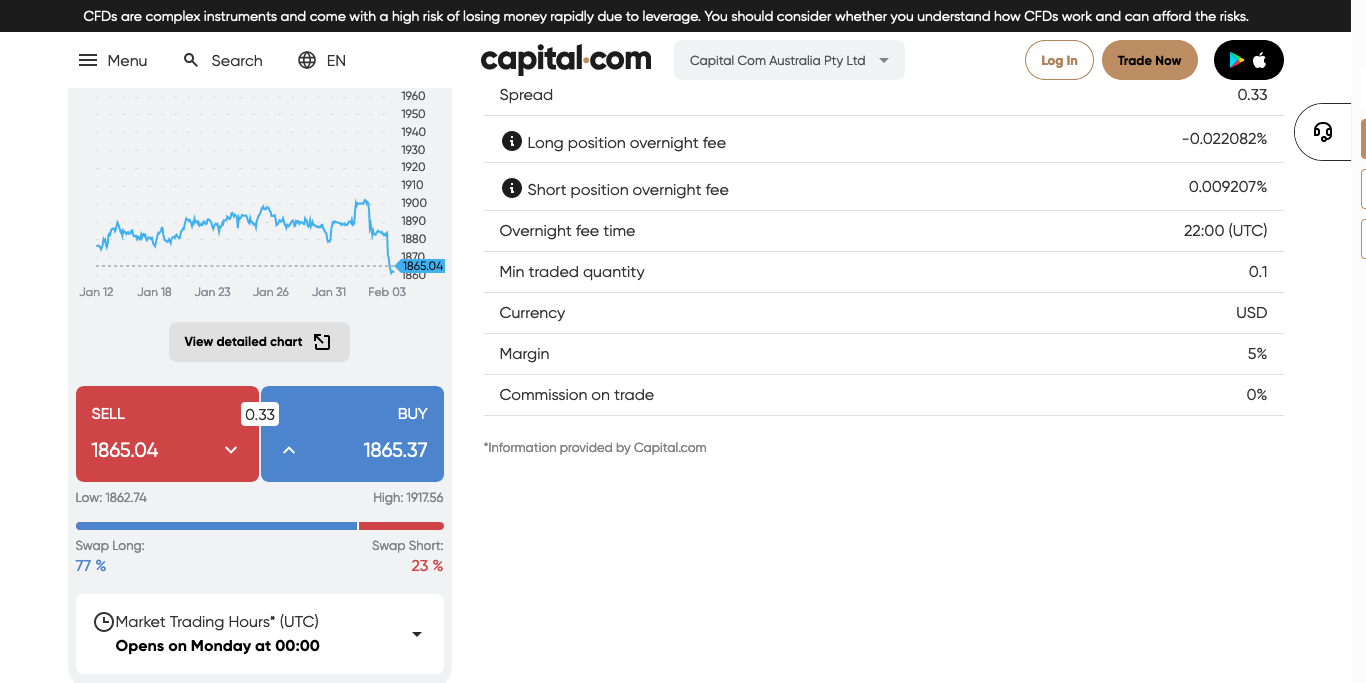 CFDs are complex instruments and come with a high risk of losing money rapidly due to leverage. You should consider whether you understand how CFDs work and can afford the risks.
Menu
Search
EN
capital.com
Capital Com Australia Pty Ltd
Log In
Trade Now
1960
1950
1940
1930
1920
1910
1900
1890
1880
1870
1865.04
1860
Jan 12
Jan 18
Jan 23
Jan 26
Jan 31
Feb 03
View detailed chart
SELL
0.33
BUY
1865.04
1865.37
Low: 1862.74
High: 1917.56
Swap Long:
Swap Short:
77 %
23 %
Market Trading Hours* (UTC)
Opens on Monday at 00:00
Spread 0.33
Long position overnight fee -0.022082%
Short position overnight fee 0.009207%
Overnight fee time 22:00 (UTC)
Min traded quantity 0.1
Currency USD
Margin 5%
Commission on trade 0%
*Information provided by Capital.com